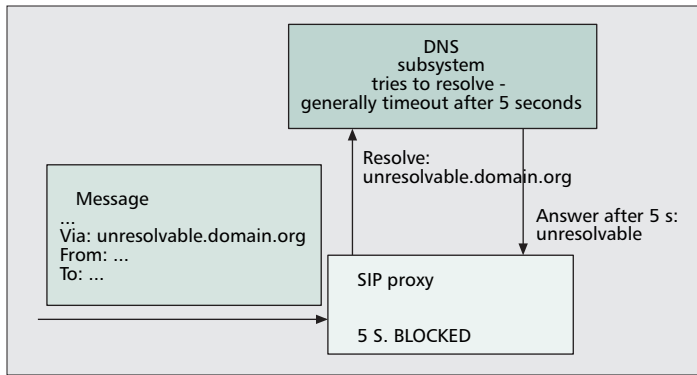 DNS
subsystem
tries to resolve -
generally timeout after 5 seconds
Resolve:
unresolvable.domain.org
Message
...
Via: unresolvable.domain.org
From: ...
To: ...
Answer after 5 s:
unresolvable
SIP proxy
5 S. BLOCKED